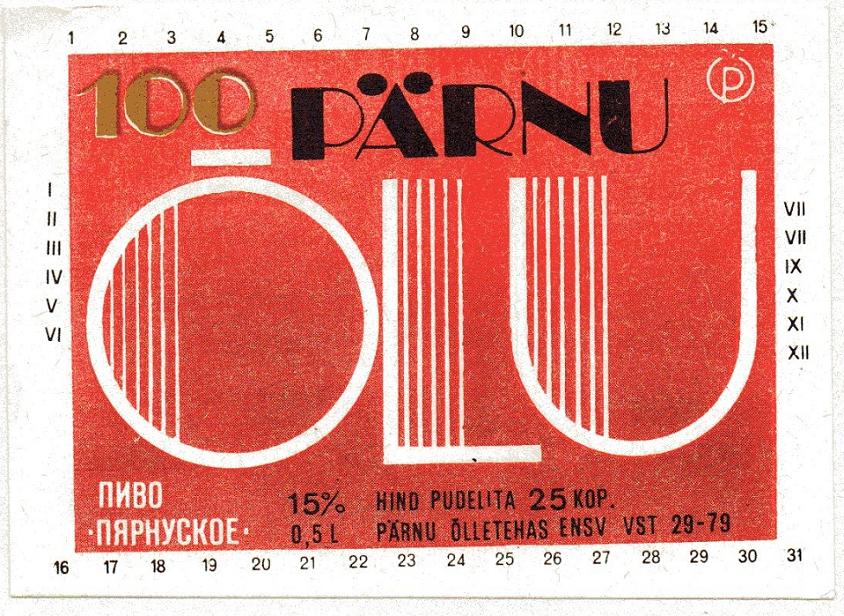 1 2 3 4 5 6 7 8 9 10 11 12 13 14 15
100 PÄRNU
P
ŌLU
I
II
III
IV
V
VI
VII
VII
IX
X
XI
XII
ПИВО
·ПЯРНУСКОЕ·
15%
0,5 L
HIND PUDELITA 25 KOP.
PÄRNU ÕLLETEHAS ENSV VST 29-79
16 17 18 19 20 21 22 23 24 25 26 27 28 29 30 31